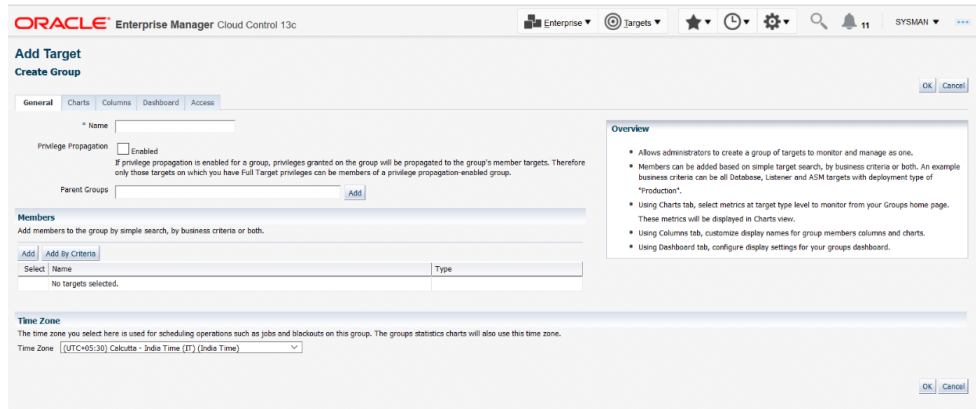 ORACLE Enterprise Manager Cloud Control 13c Enterprise Targets 11 SYSMAN
Add Target
Create Group
OK Cancel
General Charts Columns Dashboard Access
* Name
Privilege Propagation Enabled
If privilege propagation is enabled for a group, privileges granted on the group will be propagated to the group's member targets. Therefore
only those targets on which you have Full Target privileges can be members of a privilege propagation-enabled group.
Parent Groups Add
Overview
Allows administrators to create a group of targets to monitor and manage as one.
Members can be added based on simple target search, by business criteria or both. An example
business criteria can be all Database, Listener and ASM targets with deployment type of
"Production".
Using Charts tab, select metrics at target type level to monitor from your Groups home page.
These metrics will be displayed in Charts view.
Using Columns tab, customize display names for group members columns and charts.
Using Dashboard tab, configure display settings for your groups dashboard.
Members
Add members to the group by simple search, by business criteria or both.
Add Add By Criteria
Select Name Type
No targets selected.
Time Zone
The time zone you select here is used for scheduling operations such as jobs and blackouts on this group. The groups statistics charts will also use this time zone.
Time Zone (UTC+05:30) Calcutta - India Time (IT) (India Time)
OK Cancel